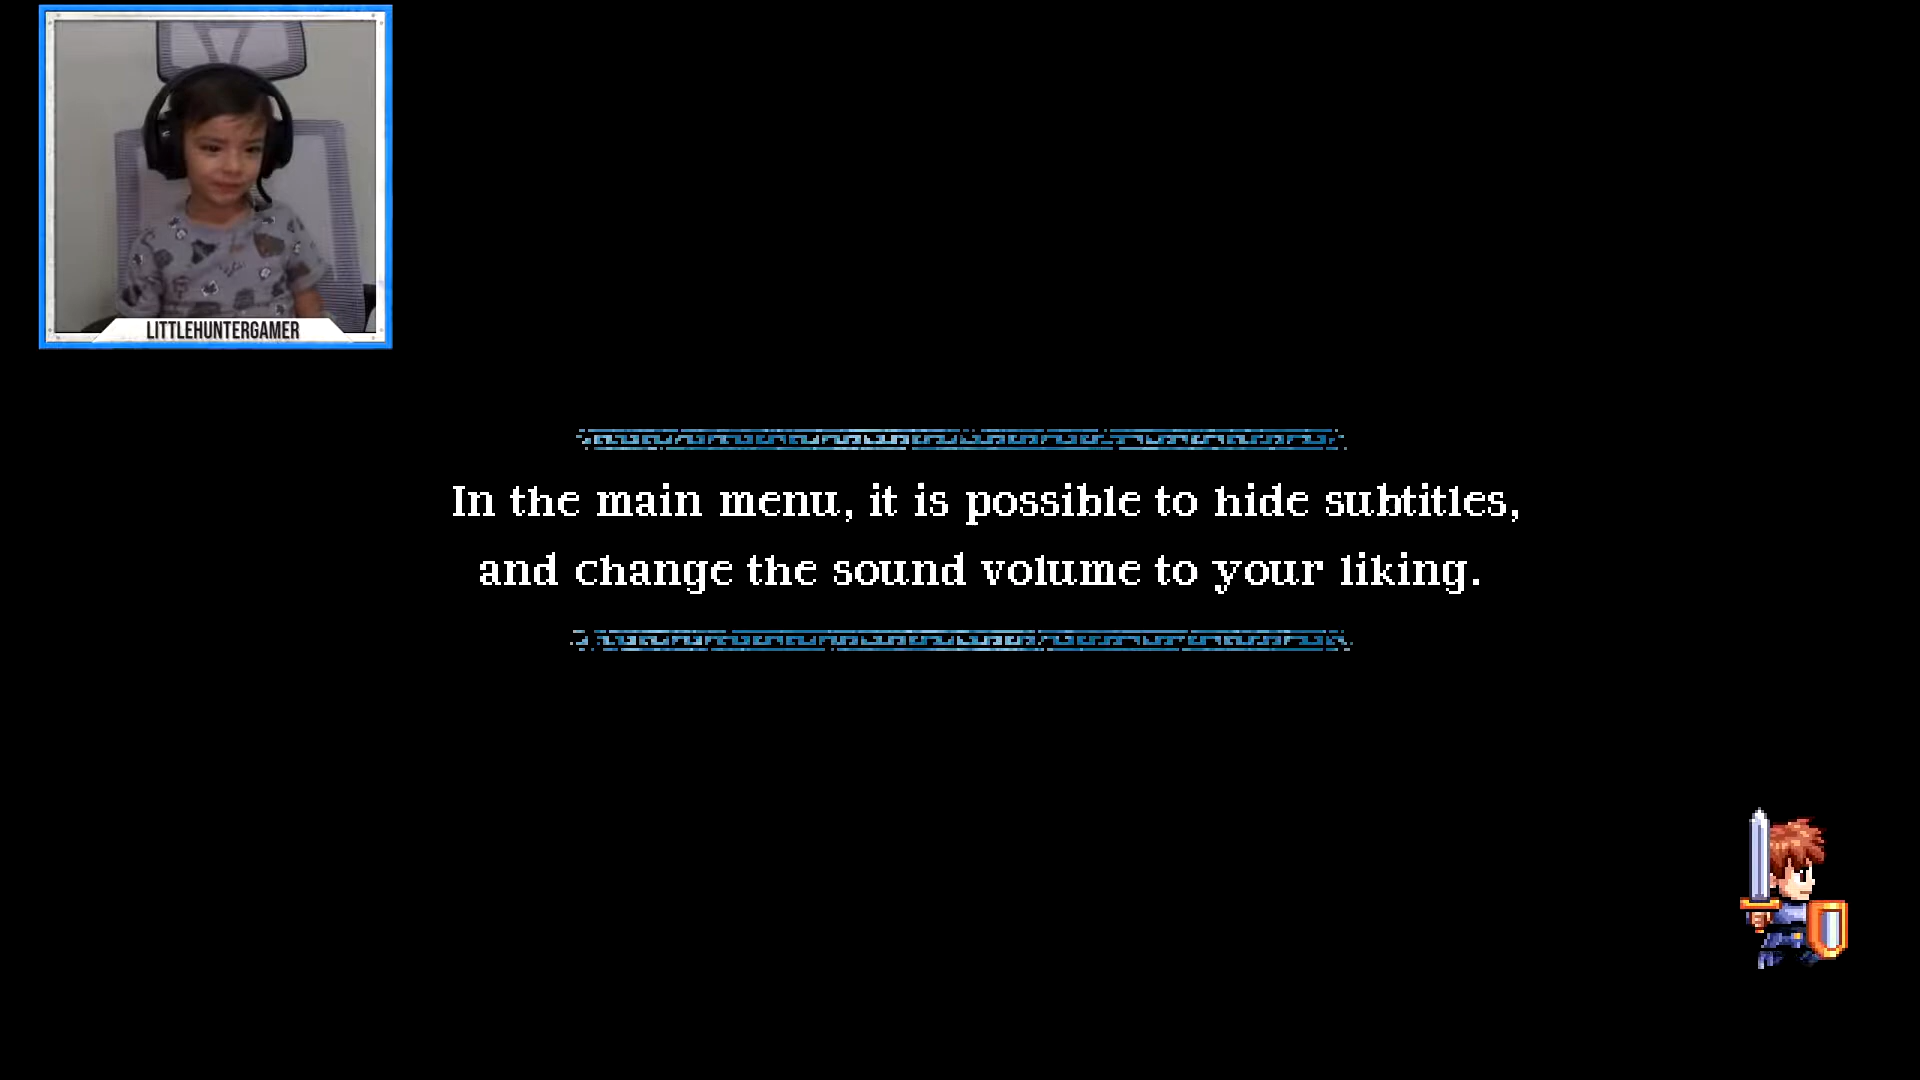 LITTLEHUNTERGAMER
In the main menu, it is possible to hide subtitles,
and change the sound volume to your liking.